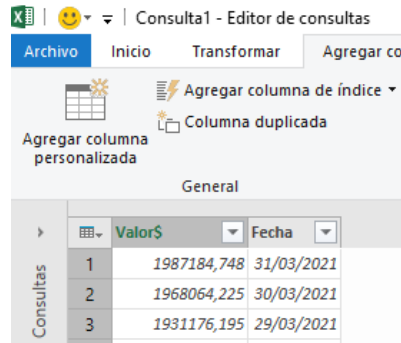 Consulta1 - Editor de consultas
Archivo Inicio Transformar Agregar co
Agregar columna personalizada
Agregar columna de índice
Columna duplicada
General
Consultas
Valor$ Fecha
1 1987184,748 31/03/2021
2 1968064,225 30/03/2021
3 1931176,195 29/03/2021